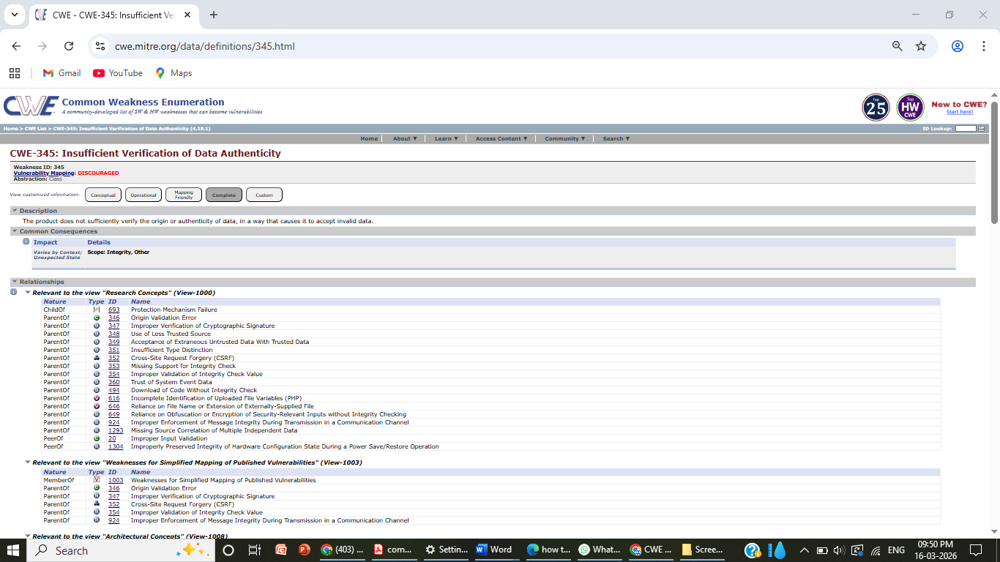 CWE - CWE-345: Insufficient Ve
cwe.mitre.org/data/definitions/345.html
Gmail YouTube Maps
CWE Common Weakness Enumeration
A community-developed list of SW & HW weaknesses that can become vulnerabilities
Top 25
Top HW CWE
New to CWE?
Start here!
Home > CWE List > CWE-345: Insufficient Verification of Data Authenticity (4.19.1)
ID Lookup: Go
Home | About ▼ | Learn ▼ | Access Content ▼ | Community ▼ | Search ▼
CWE-345: Insufficient Verification of Data Authenticity
Weakness ID: 345
Vulnerability Mapping: DISCOURAGED
Abstraction: Class
View customized information: Conceptual Operational Mapping Friendly Complete Custom
Description
The product does not sufficiently verify the origin or authenticity of data, in a way that causes it to accept invalid data.
Common Consequences
Impact Details
Varies by Context; Unexpected State Scope: Integrity, Other
Relationships
Relevant to the view "Research Concepts" (View-1000)
Nature Type ID Name
ChildOf P 693 Protection Mechanism Failure
ParentOf C 346 Origin Validation Error
ParentOf B 347 Improper Verification of Cryptographic Signature
ParentOf B 348 Use of Less Trusted Source
ParentOf B 349 Acceptance of Extraneous Untrusted Data With Trusted Data
ParentOf B 351 Insufficient Type Distinction
ParentOf 352 Cross-Site Request Forgery (CSRF)
ParentOf B 353 Missing Support for Integrity Check
ParentOf B 354 Improper Validation of Integrity Check Value
ParentOf B 360 Trust of System Event Data
ParentOf B 494 Download of Code Without Integrity Check
ParentOf V 616 Incomplete Identification of Uploaded File Variables (PHP)
ParentOf V 646 Reliance on File Name or Extension of Externally-Supplied File
ParentOf B 649 Reliance on Obfuscation or Encryption of Security-Relevant Inputs without Integrity Checking
ParentOf B 924 Improper Enforcement of Message Integrity During Transmission in a Communication Channel
ParentOf B 1293 Missing Source Correlation of Multiple Independent Data
PeerOf C 20 Improper Input Validation
PeerOf B 1304 Improperly Preserved Integrity of Hardware Configuration State During a Power Save/Restore Operation
Relevant to the view "Weaknesses for Simplified Mapping of Published Vulnerabilities" (View-1003)
Nature Type ID Name
MemberOf V 1003 Weaknesses for Simplified Mapping of Published Vulnerabilities
ParentOf C 346 Origin Validation Error
ParentOf B 347 Improper Verification of Cryptographic Signature
ParentOf 352 Cross-Site Request Forgery (CSRF)
ParentOf B 354 Improper Validation of Integrity Check Value
ParentOf B 924 Improper Enforcement of Message Integrity During Transmission in a Communication Channel
Relevant to the view "Architectural Concepts" (View-1008)
Search (403) ... com... Settin... Word how t... What... CWE ... Scree... ENG 09:50 PM
16-03-2026